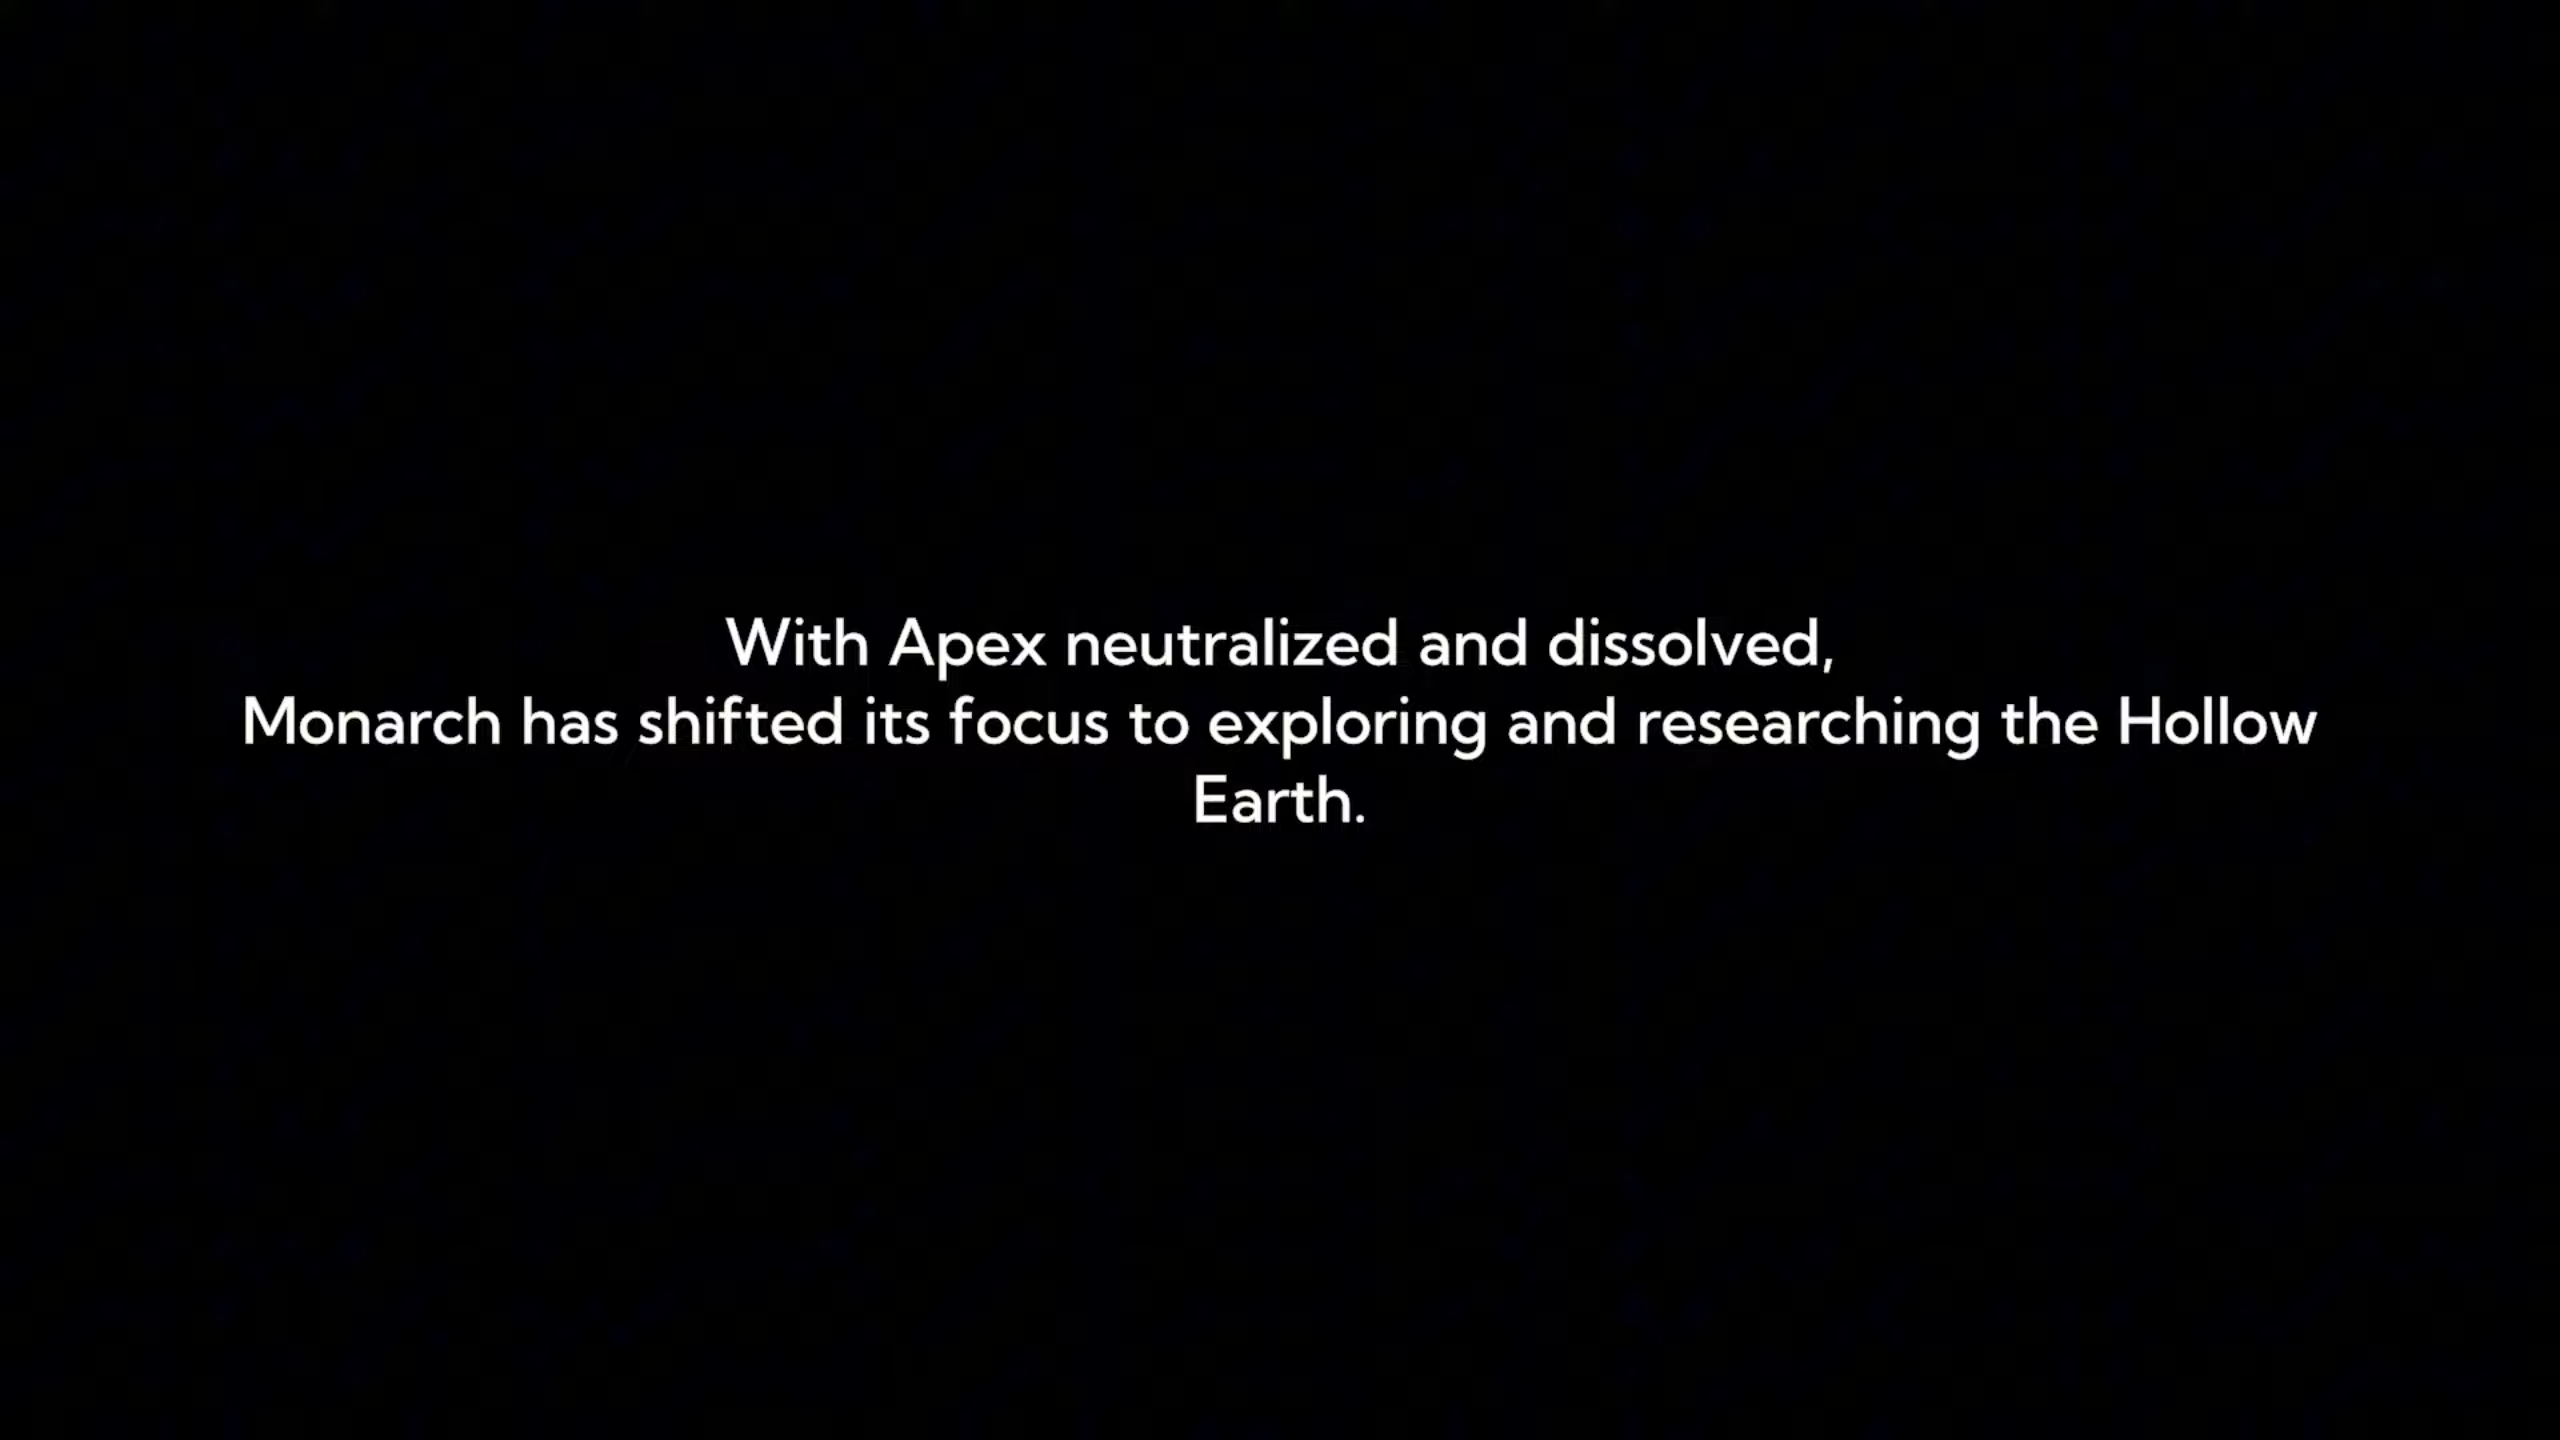 With Apex neutralized and dissolved,
Monarch has shifted its focus to exploring and researching the Hollow
Earth.